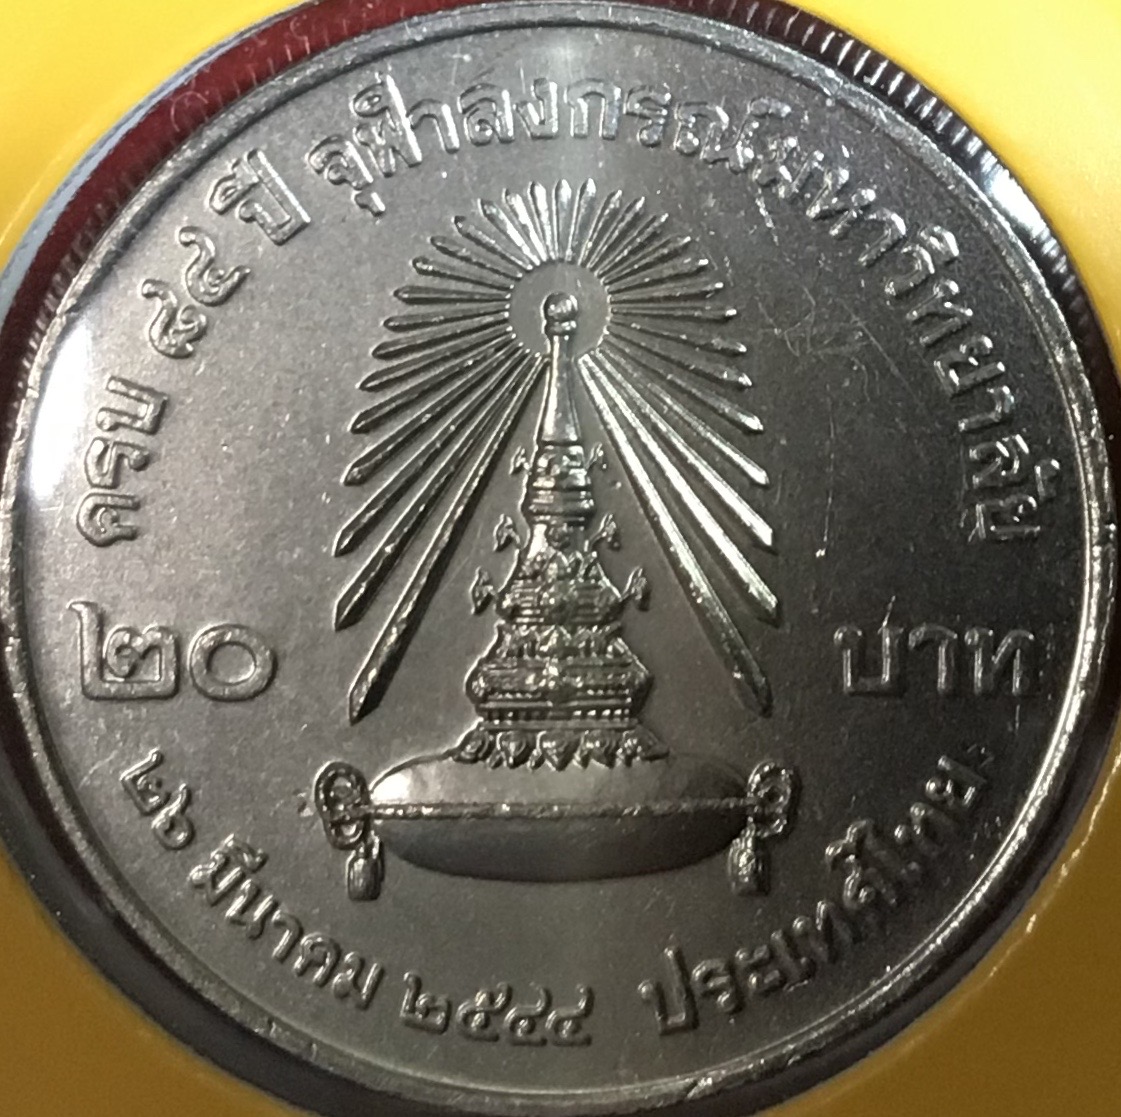 ครบ ๘๔ ปี จุฬาลงกรณ์มหาวิทยาลัย
๒๐ บาท
๒๖ มีนาคม ๒๕๔๔ ประเทศไทย